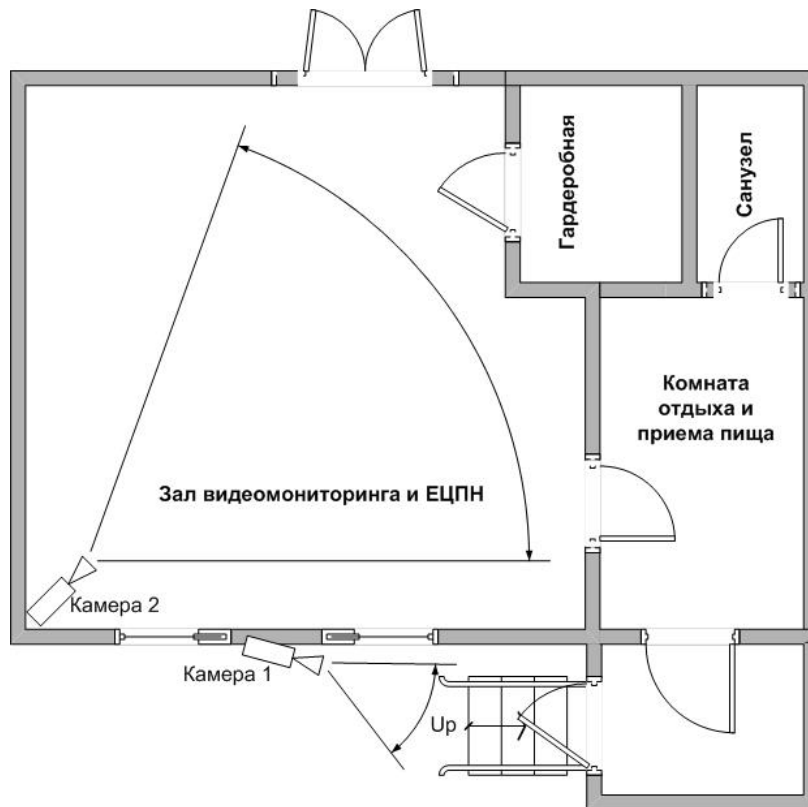 Гардеробная
Санузел
Комната
отдыха и
приема пища
Зал видеомониторинга и ЕЦПН
Камера 2
Камера 1
Up